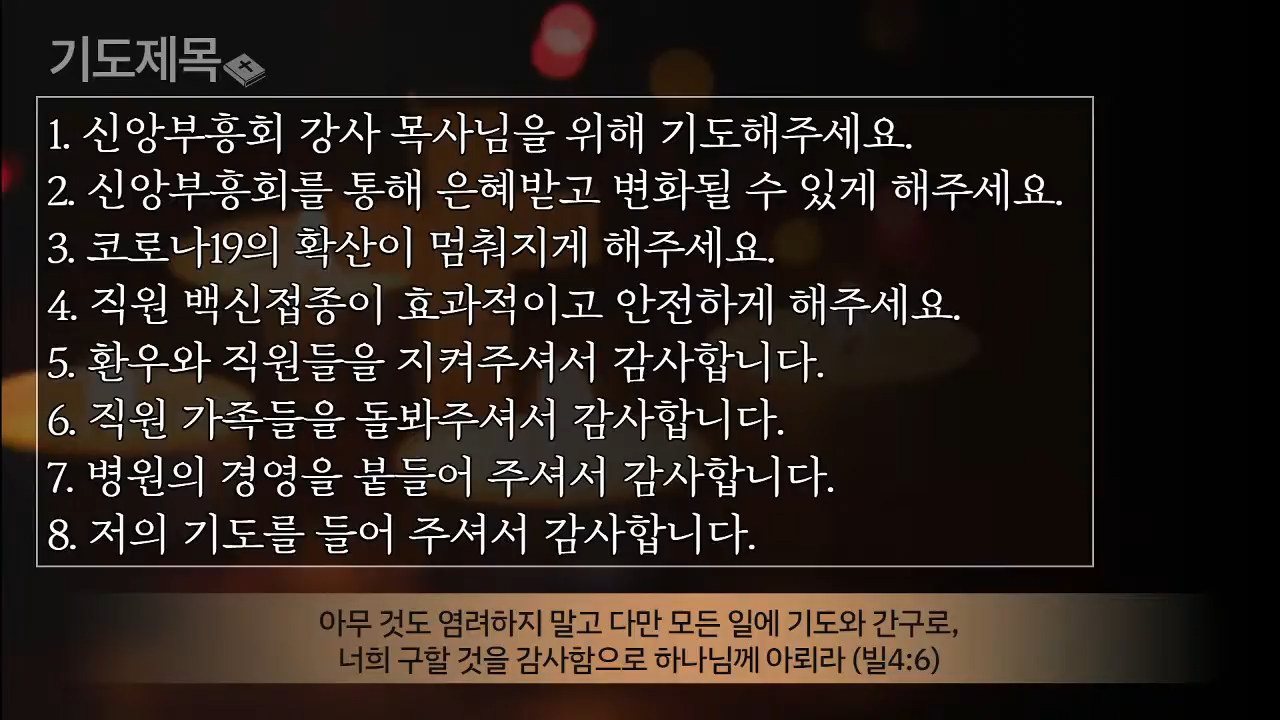 기도제목
1. 신앙부흥회 강사 목사님을 위해 기도해주세요.
2. 신앙부흥회를 통해 은혜받고 변화될 수 있게 해주세요.
3. 코로나19의 확산이 멈춰지게 해주세요.
4. 직원 백신접종이 효과적이고 안전하게 해주세요.
5. 환우와 직원들을 지켜주셔서 감사합니다.
6. 직원 가족들을 돌봐주셔서 감사합니다.
7. 병원의 경영을 붙들어 주셔서 감사합니다.
8. 저의 기도를 들어 주셔서 감사합니다.
아무 것도 염려하지 말고 다만 모든 일에 기도와 간구로,
너희 구할 것을 감사함으로 하나님께 아뢰라 (빌4:6)